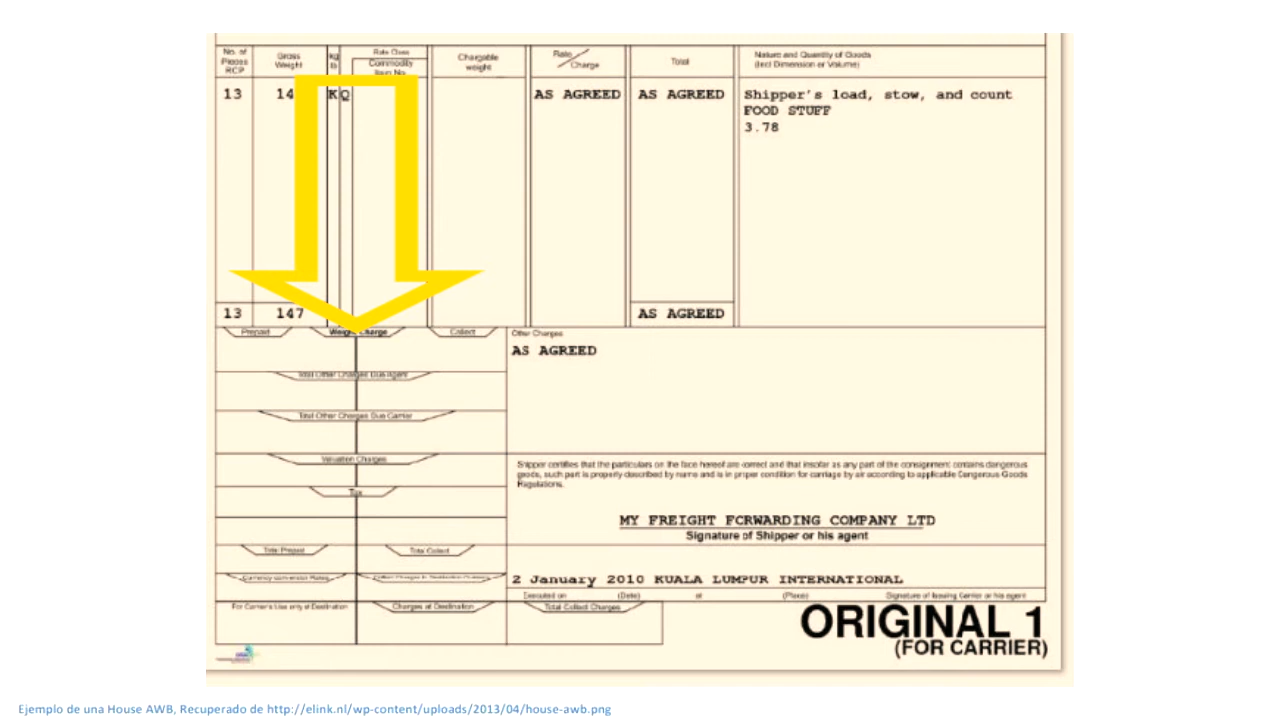 No. of Pieces RCP
Gross Weight
kg lb
Rate Class
Commodity Item No.
Chargable weight
Rate / Charge
Total
Nature and Quantity of Goods
(Incl Dimension or Volume)
13 14 K Q AS AGREED AS AGREED Shipper's load, stow, and count
FOOD STUFF
3.78
13 147 AS AGREED
Prepaid Weight Charge Collect Other Charges
AS AGREED
Total Other Charges Due Agent
Total Other Charges Due Carrier
Valuation Charges
Shipper certifies that the particulars on the face hereof are correct and that insofar as any part of the consignment contains dangerous
goods, such part is properly described by name and is in proper condition for carriage by air according to applicable Dangerous Goods
Regulations.
Tax
MY FREIGHT FORWARDING COMPANY LTD
Signature of Shipper or his agent
Total Prepaid Total Collect
Currency conversion Rates
2 January 2010 KUALA LUMPUR INTERNATIONAL
Executed on (Date) at (Place) Signature of Issuing Carrier or his agent
For Carrier's Use only at Destination Charges at Destination Total Collect Charges
ORIGINAL 1
(FOR CARRIER)
Ejemplo de una House AWB, Recuperado de http://elink.nl/wp-content/uploads/2013/04/house-awb.png